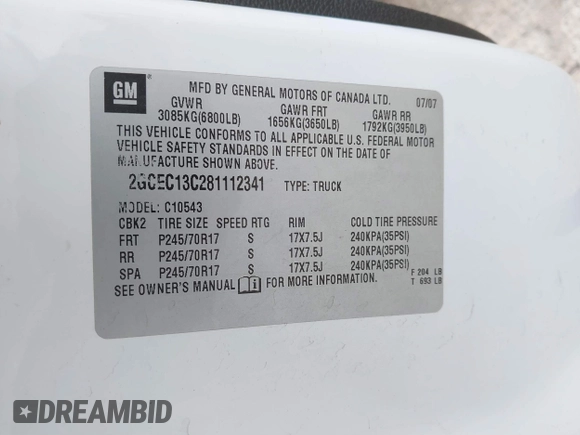 GM
MFD BY GENERAL MOTORS OF CANADA LTD. 07/07
GVWR GAWR FRT GAWR RR
3085KG(6800LB) 1656KG(3650LB) 1792KG(3950LB)
THIS VEHICLE CONFORMS TO ALL APPLICABLE U.S. FEDERAL MOTOR
VEHICLE SAFETY STANDARDS IN EFFECT ON THE DATE OF
MANUFACTURE SHOWN ABOVE.
2GCEC13C281112341 TYPE: TRUCK
MODEL: C10543
CBK2 TIRE SIZE SPEED RTG RIM COLD TIRE PRESSURE
FRT P245/70R17 S 17X7.5J 240KPA(35PSI)
RR P245/70R17 S 17X7.5J 240KPA(35PSI)
SPA P245/70R17 S 17X7.5J 240KPA(35PSI)
F 204 LB
SEE OWNER'S MANUAL FOR MORE INFORMATION. T 693 LB
DREAMBID